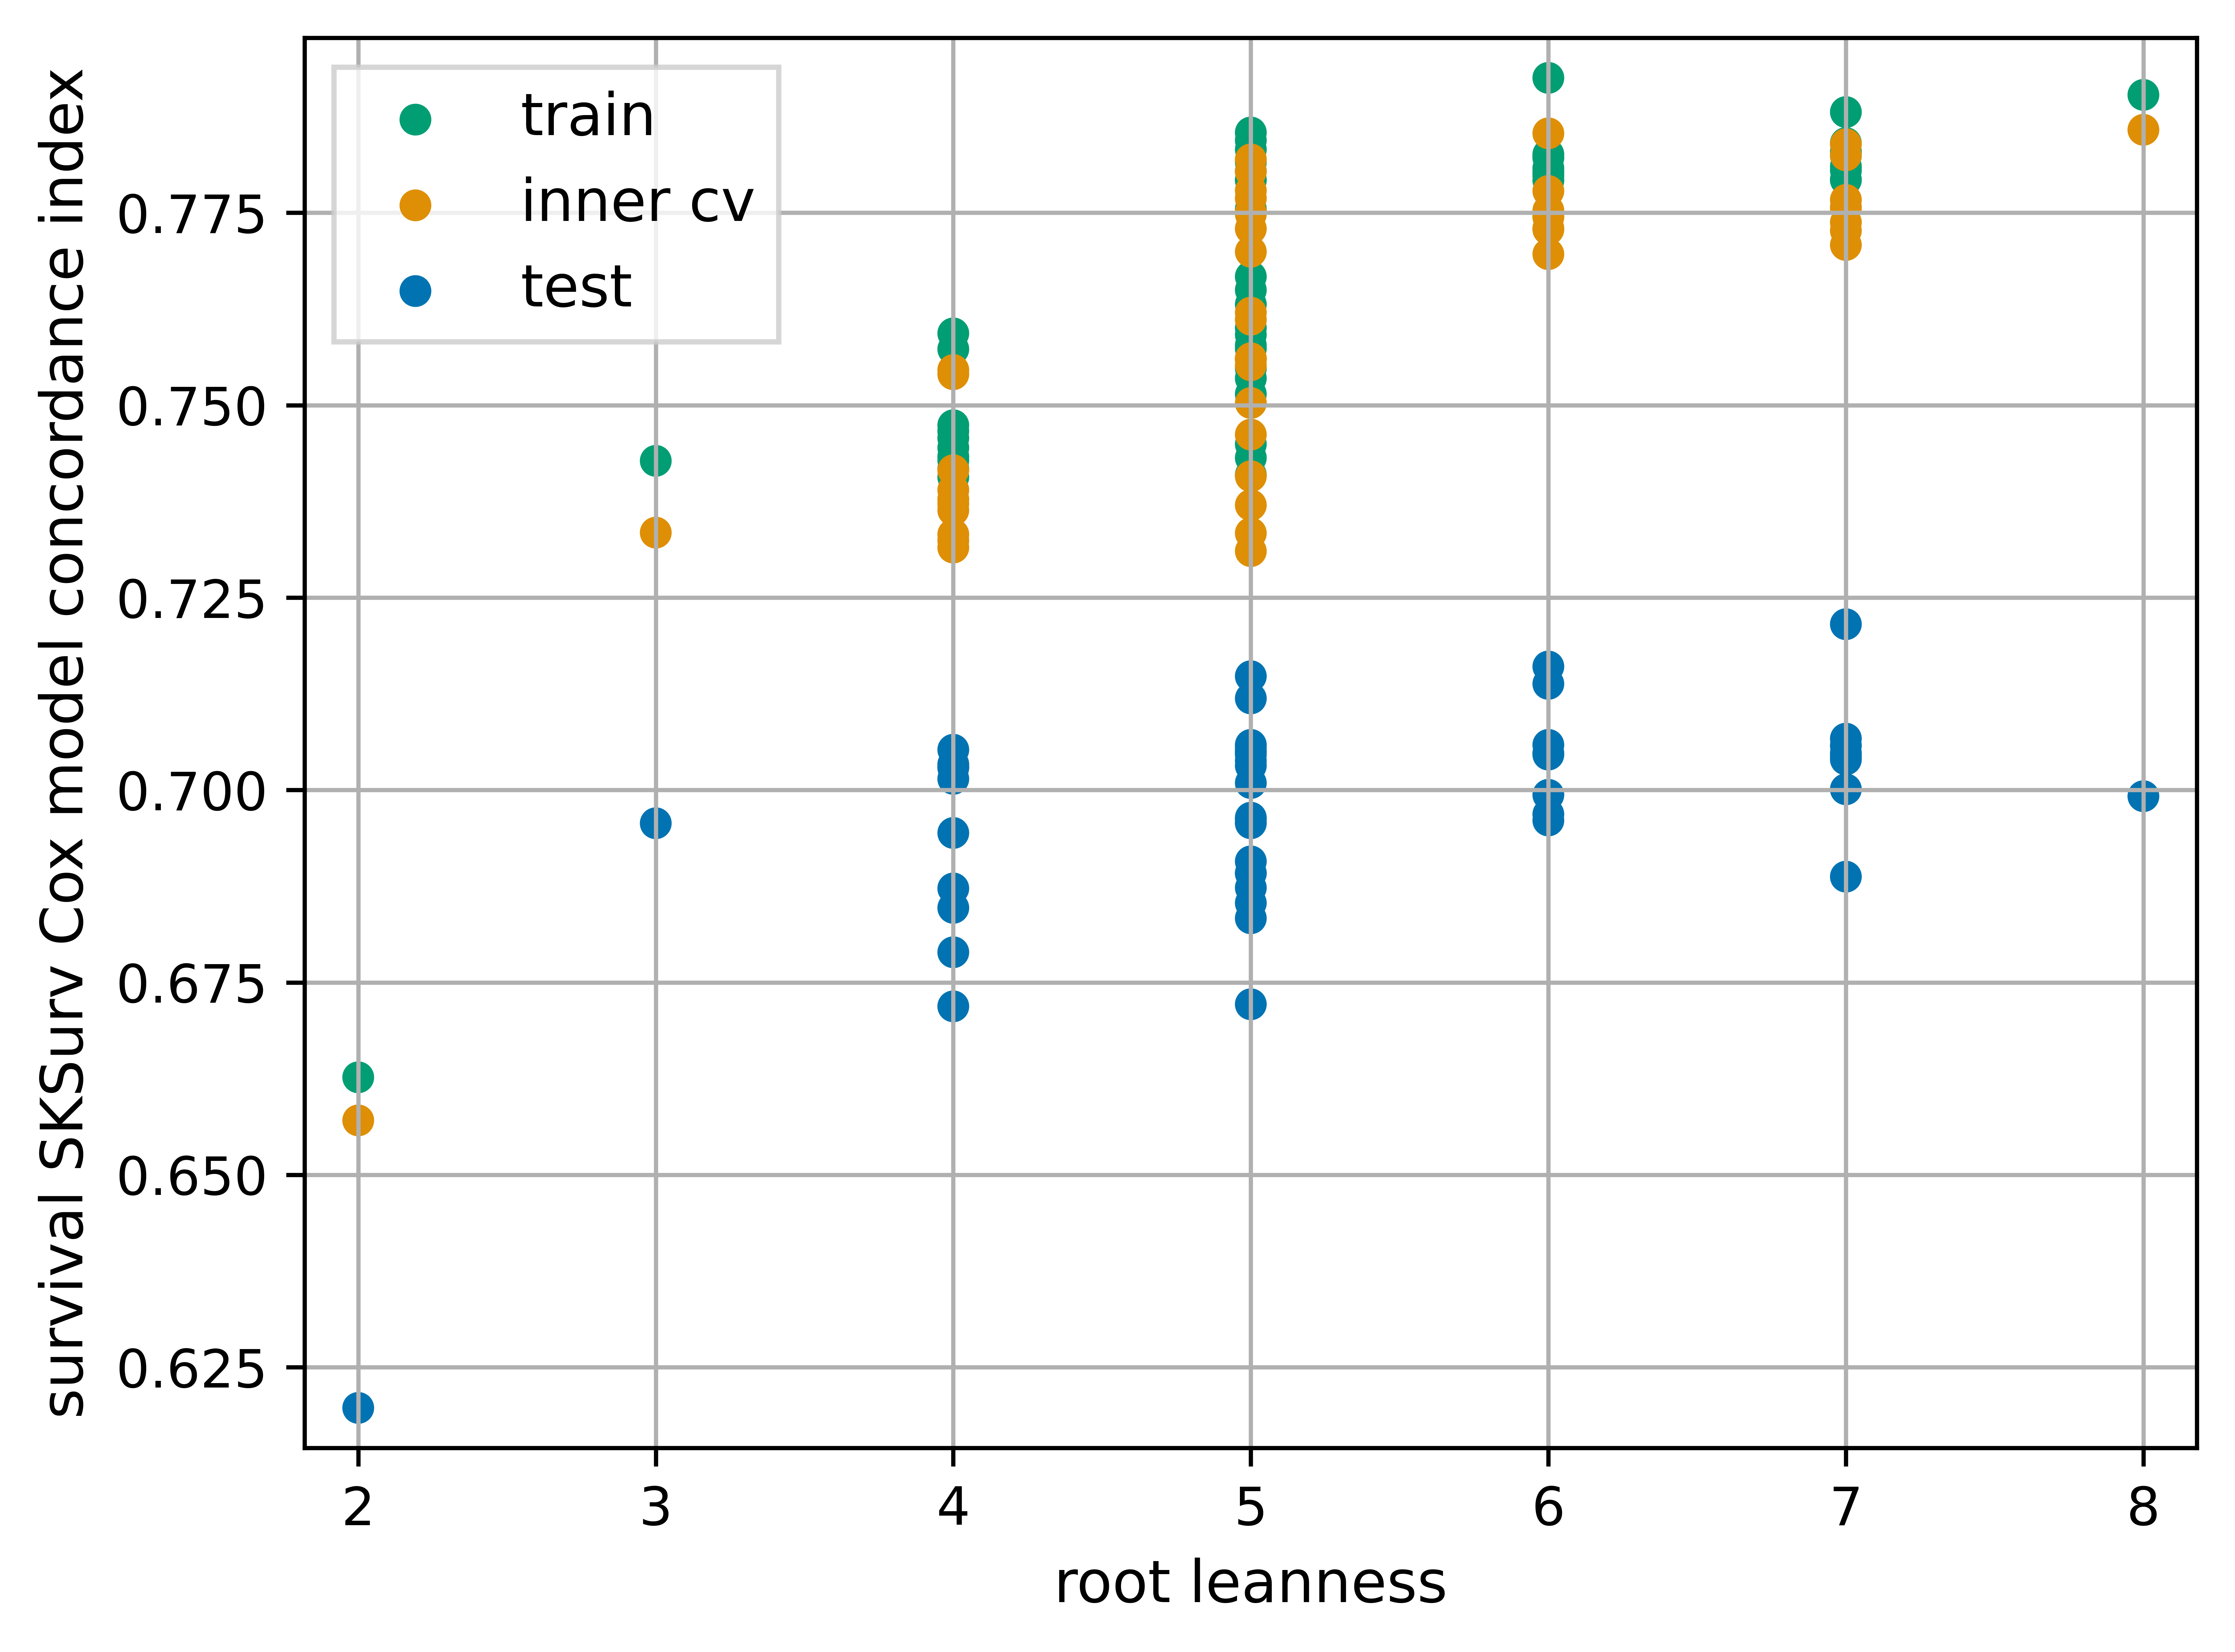 train
inner cv
test
survival SKSurv Cox model concordance index
0.775
0.750
0.725
0.700
0.675
0.650
0.625
2 3 4 5 6 7 8
root leanness